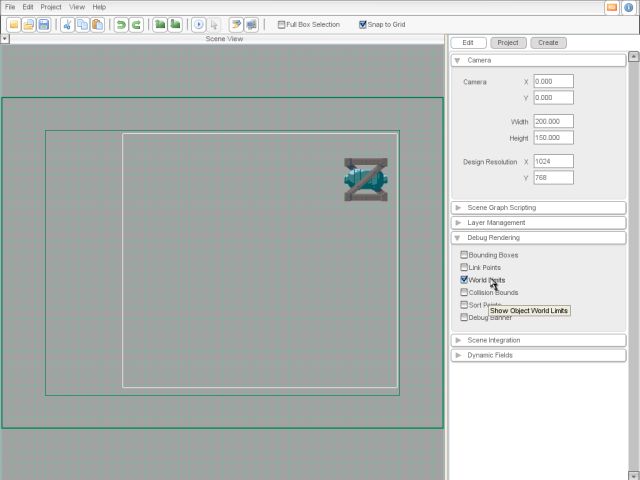 File Edit Project View Help
Full Box Selection Snap to Grid
Scene View
Edit Project Create
Camera
Camera X 0.000
Y 0.000
Width 200.000
Height 150.000
Design Resolution X 1024
Y 768
Scene Graph Scripting
Layer Management
Debug Rendering
Bounding Boxes
Link Points
World Limits
Collision Bounds
Sort Points
Show Object World Limits
Debug Banner
Scene Integration
Dynamic Fields